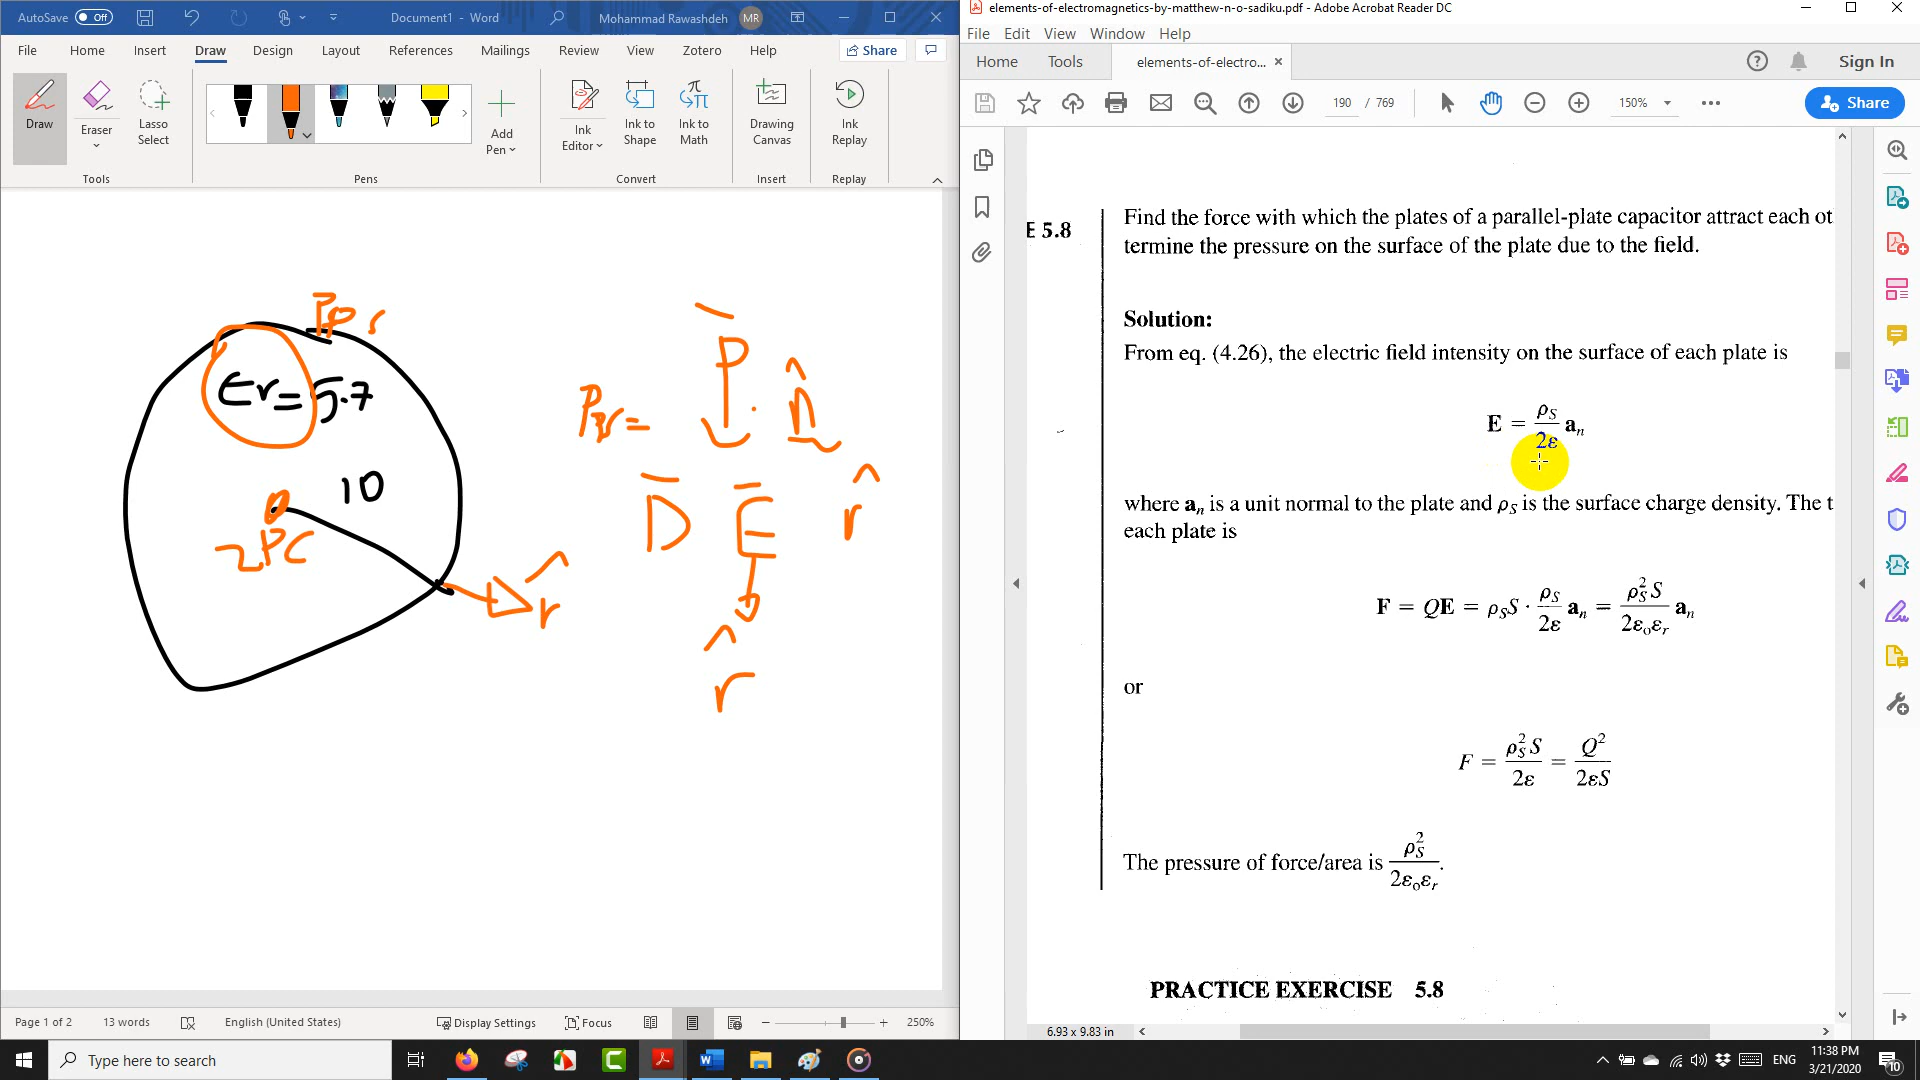 AutoSave Off Document1 - Word Mohammad Rawashdeh MR
File Home Insert Draw Design Layout References Mailings Review View Zotero Help Share
Draw
Eraser
Lasso Select
Add Pen
Ink Editor
Ink to Shape
Ink to Math
Drawing Canvas
Ink Replay
Tools Pens Convert Insert Replay
εr=5.7
10
2PC
r̂
P̄ · n̂
D̄ Ē r̂
r̂
Page 1 of 2 13 words English (United States) Display Settings Focus 250%
elements-of-electromagnetics-by-matthew-n-o-sadiku.pdf - Adobe Acrobat Reader DC
File Edit View Window Help
Home Tools elements-of-electro... × Sign In
190 / 769 150% Share
E 5.8
Find the force with which the plates of a parallel-plate capacitor attract each ot
termine the pressure on the surface of the plate due to the field.
Solution:
From eq. (4.26), the electric field intensity on the surface of each plate is
E = ρS/2ε an
where an is a unit normal to the plate and ρS is the surface charge density. The t
each plate is
F = QE = ρSS · ρS/2ε an = ρS²S/2εoεr an
or
F = ρS²S/2ε = Q²/2εS
The pressure of force/area is ρS²/2εoεr.
PRACTICE EXERCISE 5.8
6.93 x 9.83 in
Type here to search
ENG
11:38 PM
3/21/2020
10